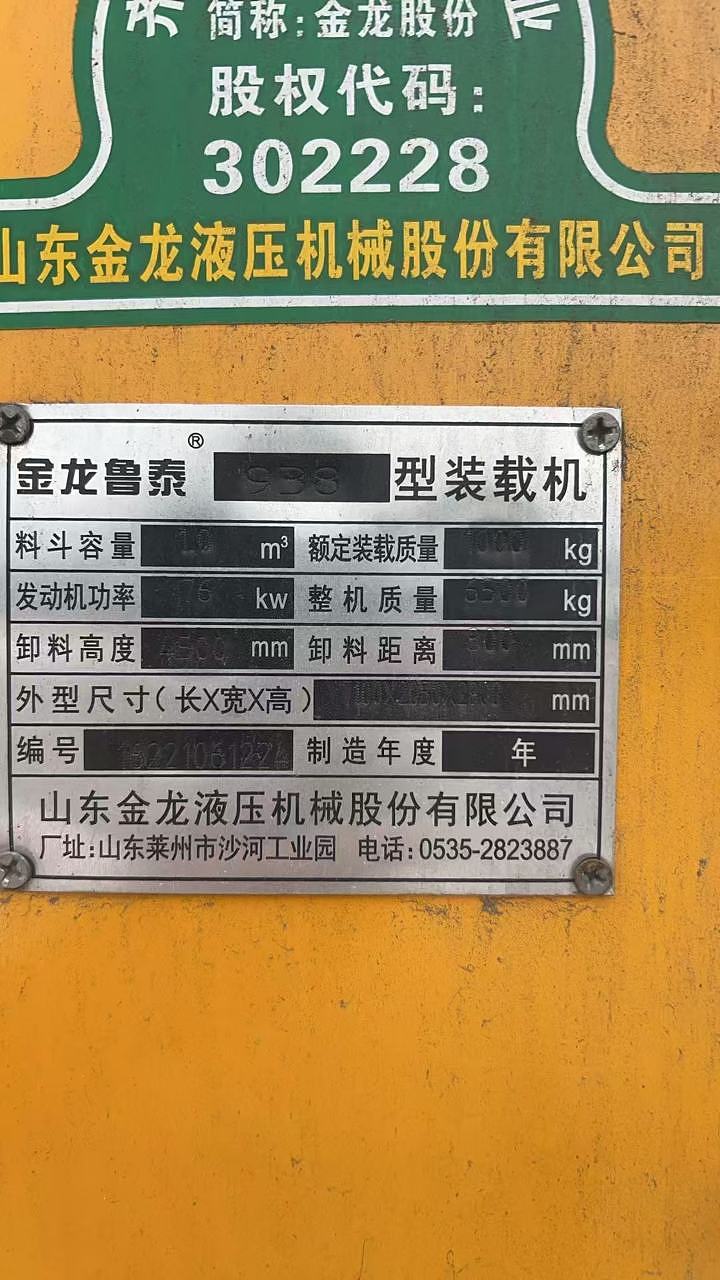 简称:金龙股份
股权代码:
302228
山东金龙液压机械股份有限公司
金龙鲁泰® 938 型装载机
料斗容量 1.0 m³ 额定装载质量 kg
发动机功率 76 kw 整机质量 kg
卸料高度 mm 卸料距离 mm
外型尺寸(长X宽X高) mm
编号 制造年度 年
山东金龙液压机械股份有限公司
厂址:山东莱州市沙河工业园 电话:0535-2823887